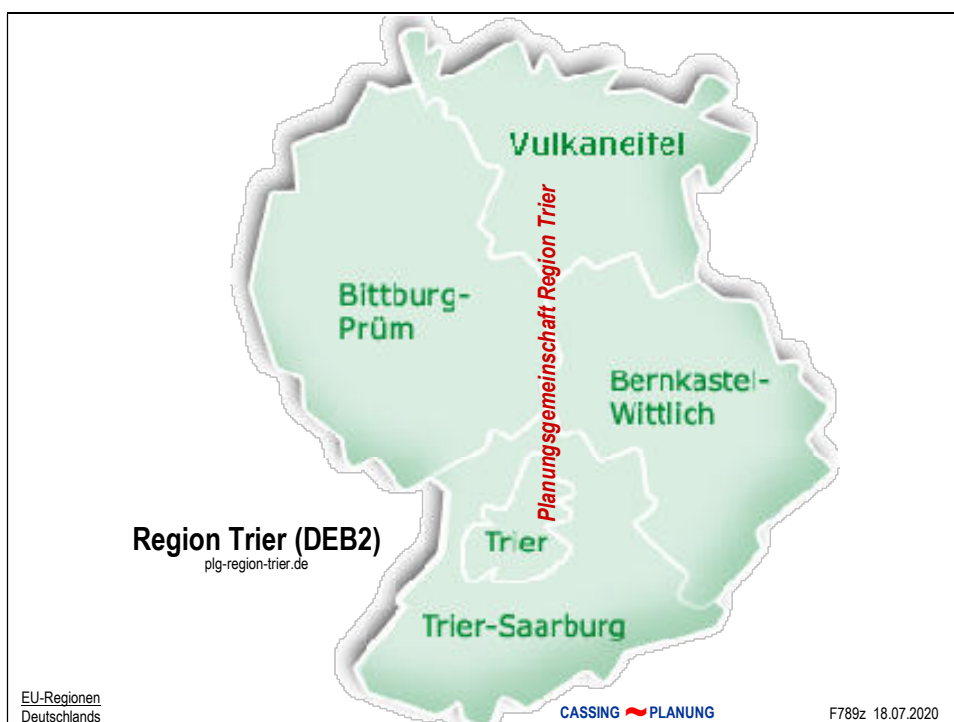 Vulkaneifel
Planungsgemeinschaft Region Trier
Bittburg-
Prüm
Bernkastel-
Wittlich
Region Trier (DEB2)
plg-region-trier.de
Trier
Trier-Saarburg
EU-Regionen
Deutschlands
CASSING ~ PLANUNG
F789z 18.07.2020